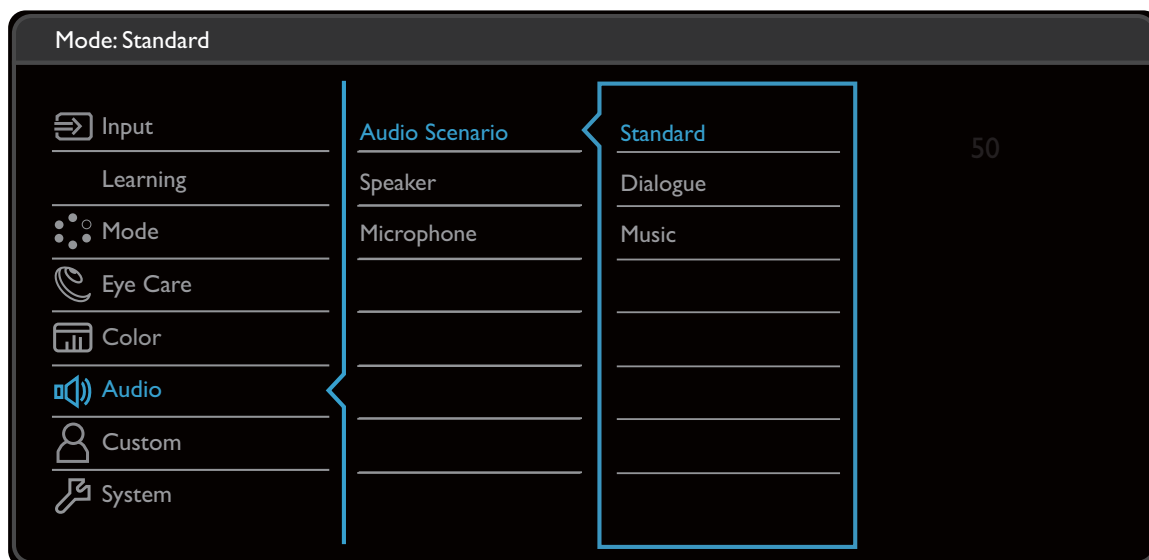 Mode: Standard
Input
Learning
Mode
Eye Care
Color
Audio
Custom
System
Audio Scenario
Speaker
Microphone
Standard
Dialogue
Music
50